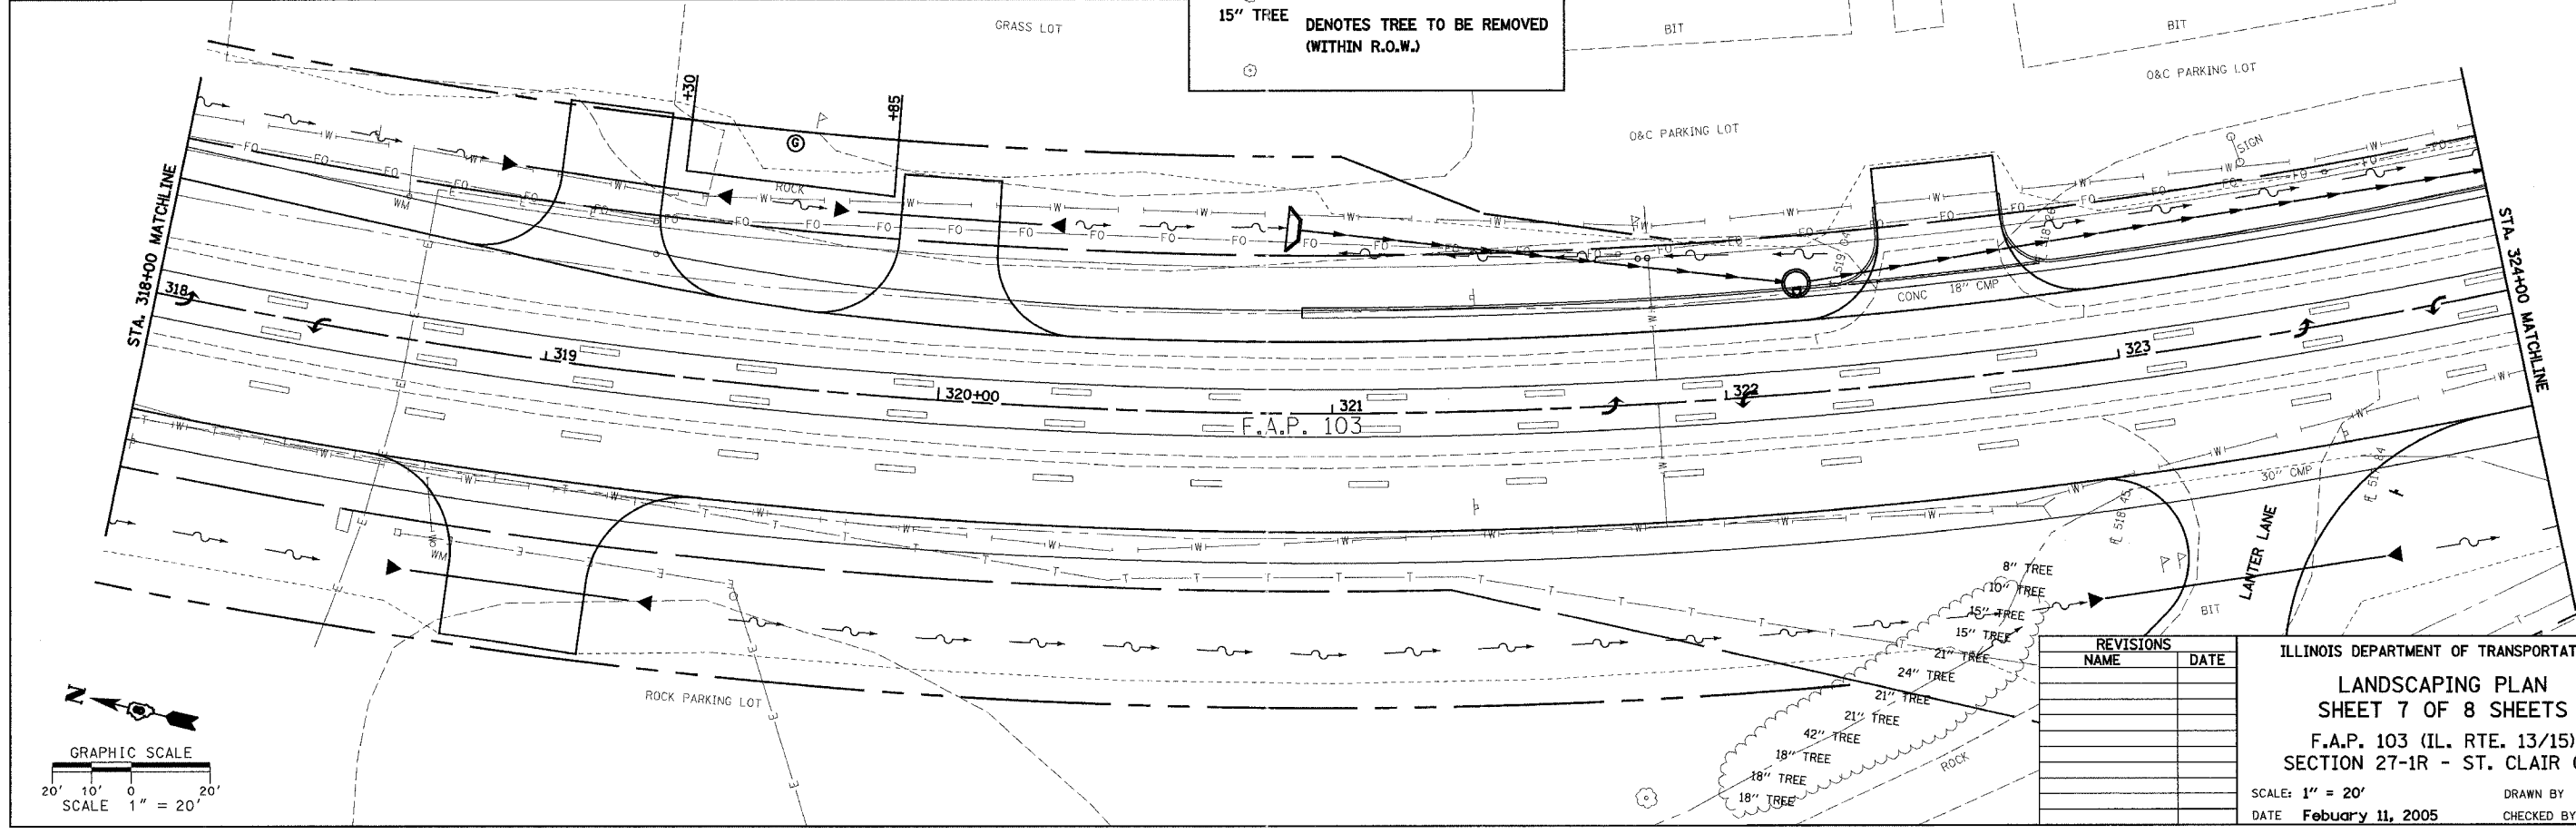 GRASS LOT
15" TREE
DENOTES TREE TO BE REMOVED
(WITHIN R.O.W.)
BIT
BIT
O&C PARKING LOT
O&C PARKING LOT
SIGN
+30
+85
G
ROCK
WM
STA. 318+00 MATCHLINE
STA. 324+00 MATCHLINE
318
319
320+00
321
322
323
F.A.P. 103
CONC
18" CMP
30" CMP
WM
LANTER LANE
BIT
8" TREE
10" TREE
15" TREE
15" TREE
21" TREE
24" TREE
21" TREE
21" TREE
42" TREE
18" TREE
18" TREE
18" TREE
ROCK
ROCK PARKING LOT
N
GRAPHIC SCALE
20' 10' 0 20'
SCALE 1" = 20'
REVISIONS
NAME DATE
ILLINOIS DEPARTMENT OF TRANSPORTAT
LANDSCAPING PLAN
SHEET 7 OF 8 SHEETS
F.A.P. 103 (IL. RTE. 13/15)
SECTION 27-1R - ST. CLAIR
SCALE: 1" = 20'
DRAWN BY
DATE Febuary 11, 2005
CHECKED BY